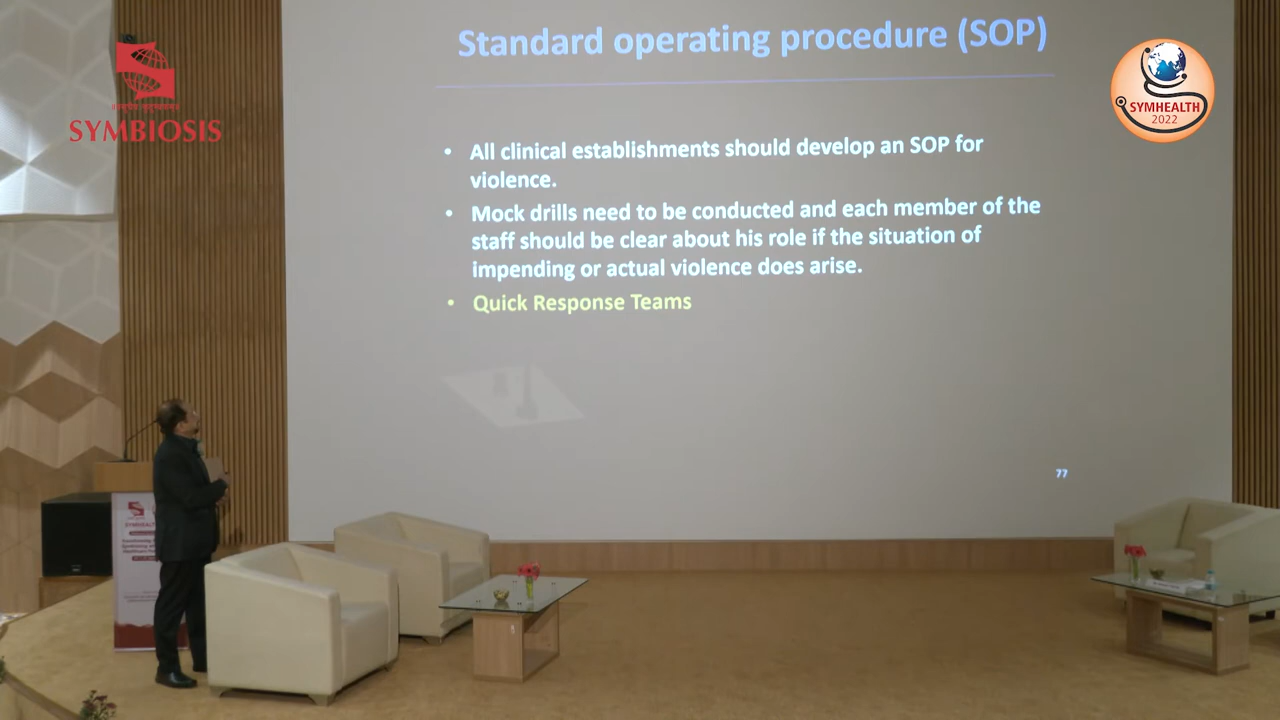 SYMBIOSIS
Standard operating procedure (SOP)
SYMHEALTH
2022
• All clinical establishments should develop an SOP for
violence.
• Mock drills need to be conducted and each member of the
staff should be clear about his role if the situation of
impending or actual violence does arise.
• Quick Response Teams
77